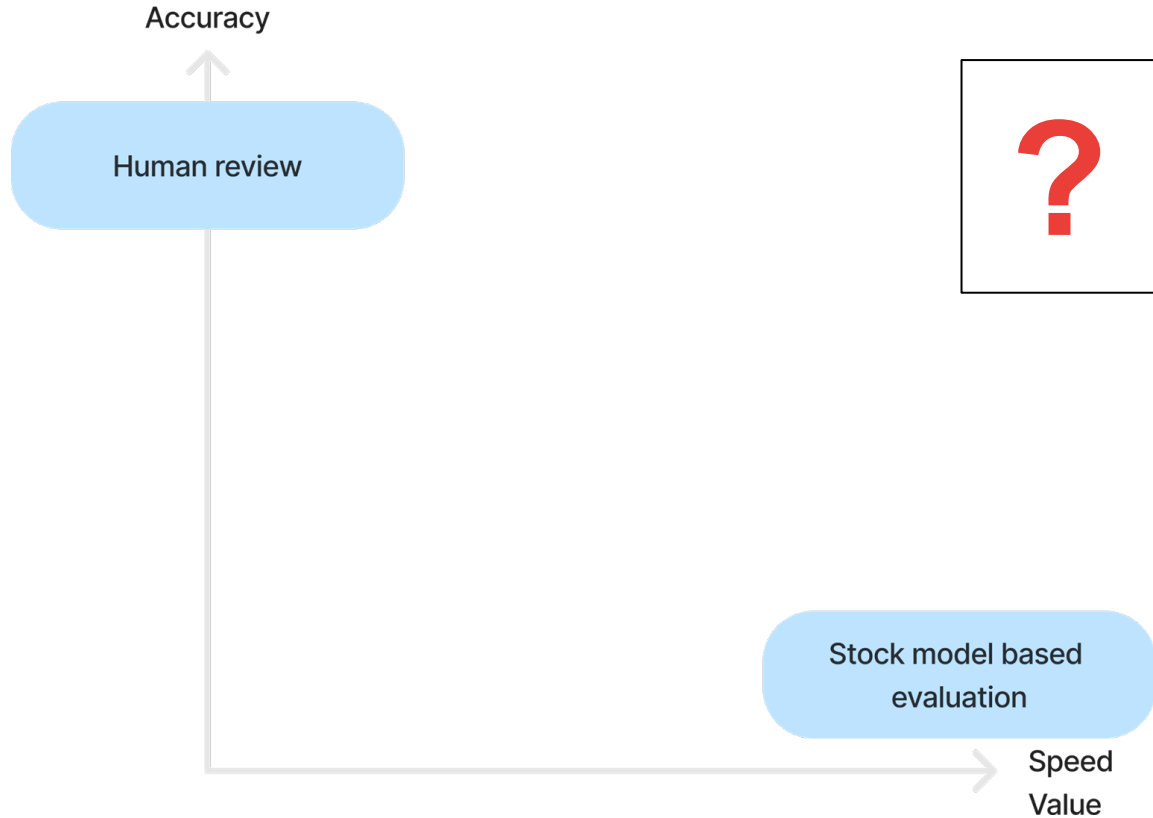 Accuracy
Human review
?
Stock model based
evaluation
Speed
Value